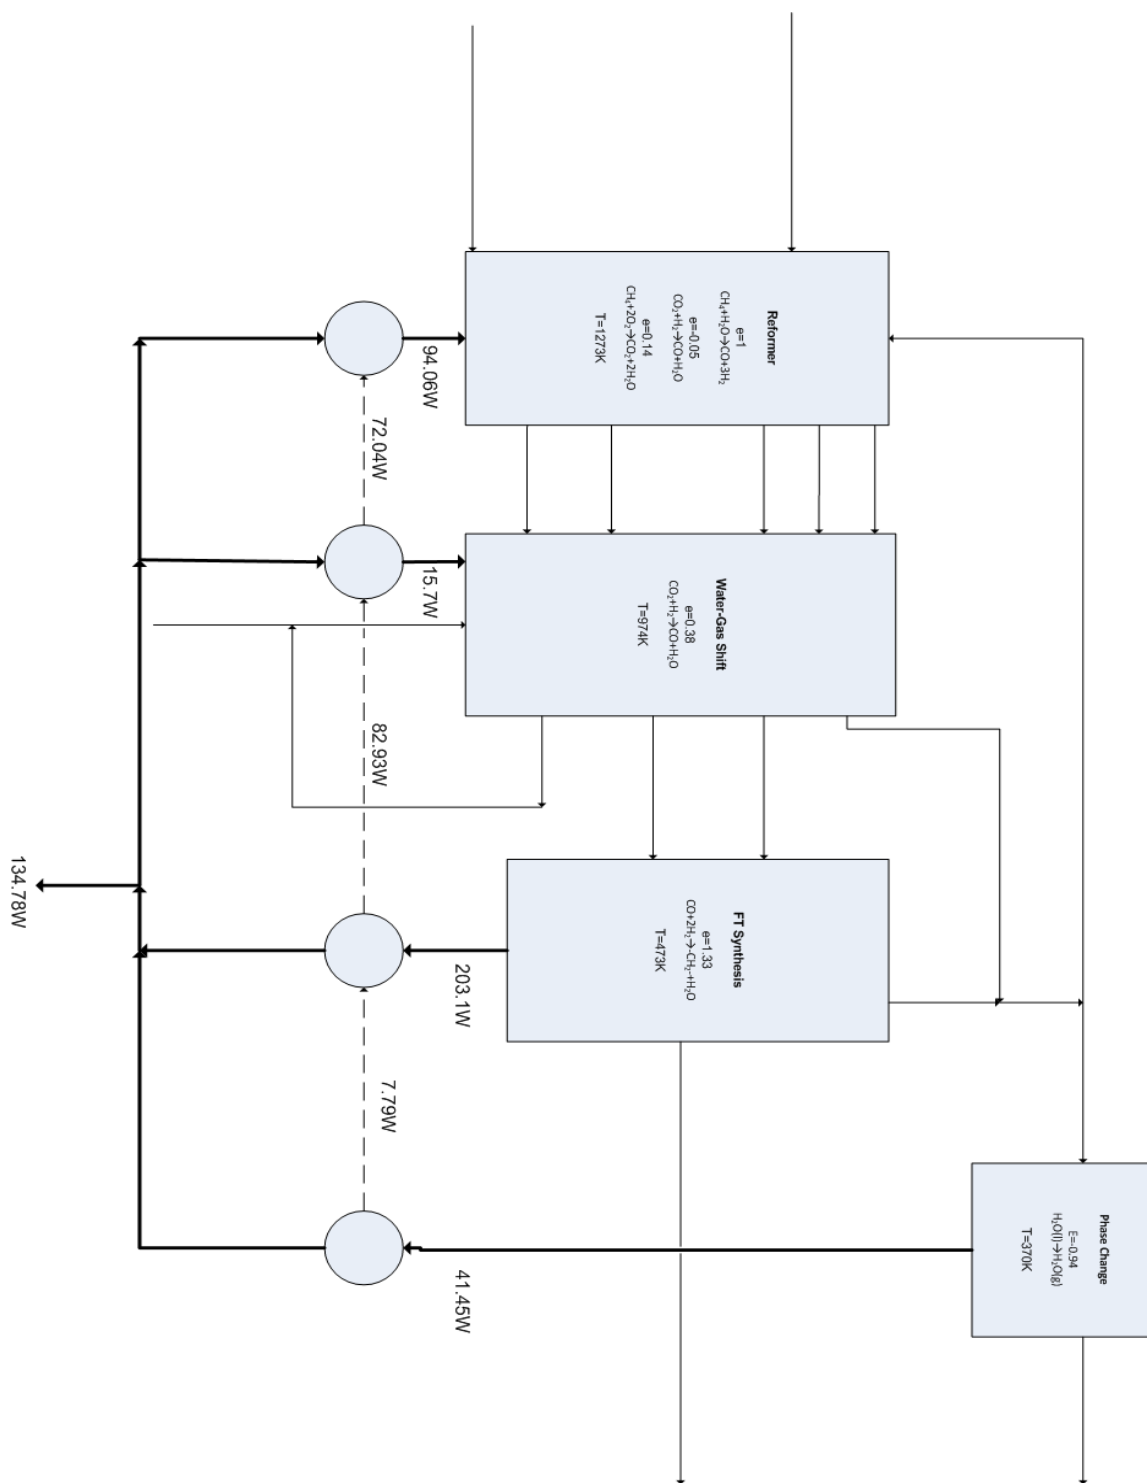 Reformer
e=1
CH₄+H₂O→CO+3H₂
e=-0.05
CO₂+H₂→CO+H₂O
e=0.14
CH₄+2O₂→CO₂+2H₂O
T=1273K
94.06W
72.04W
Water-Gas Shift
e=0.38
CO₂+H₂→CO+H₂O
T=974K
15.7W
82.93W
FT Synthesis
e=1.33
CO+2H₂→-CH₂-+H₂O
T=473K
203.1W
134.78W
7.79W
Phase Change
E=-0.94
H₂O(l)→H₂O(g)
T=370K
41.45W